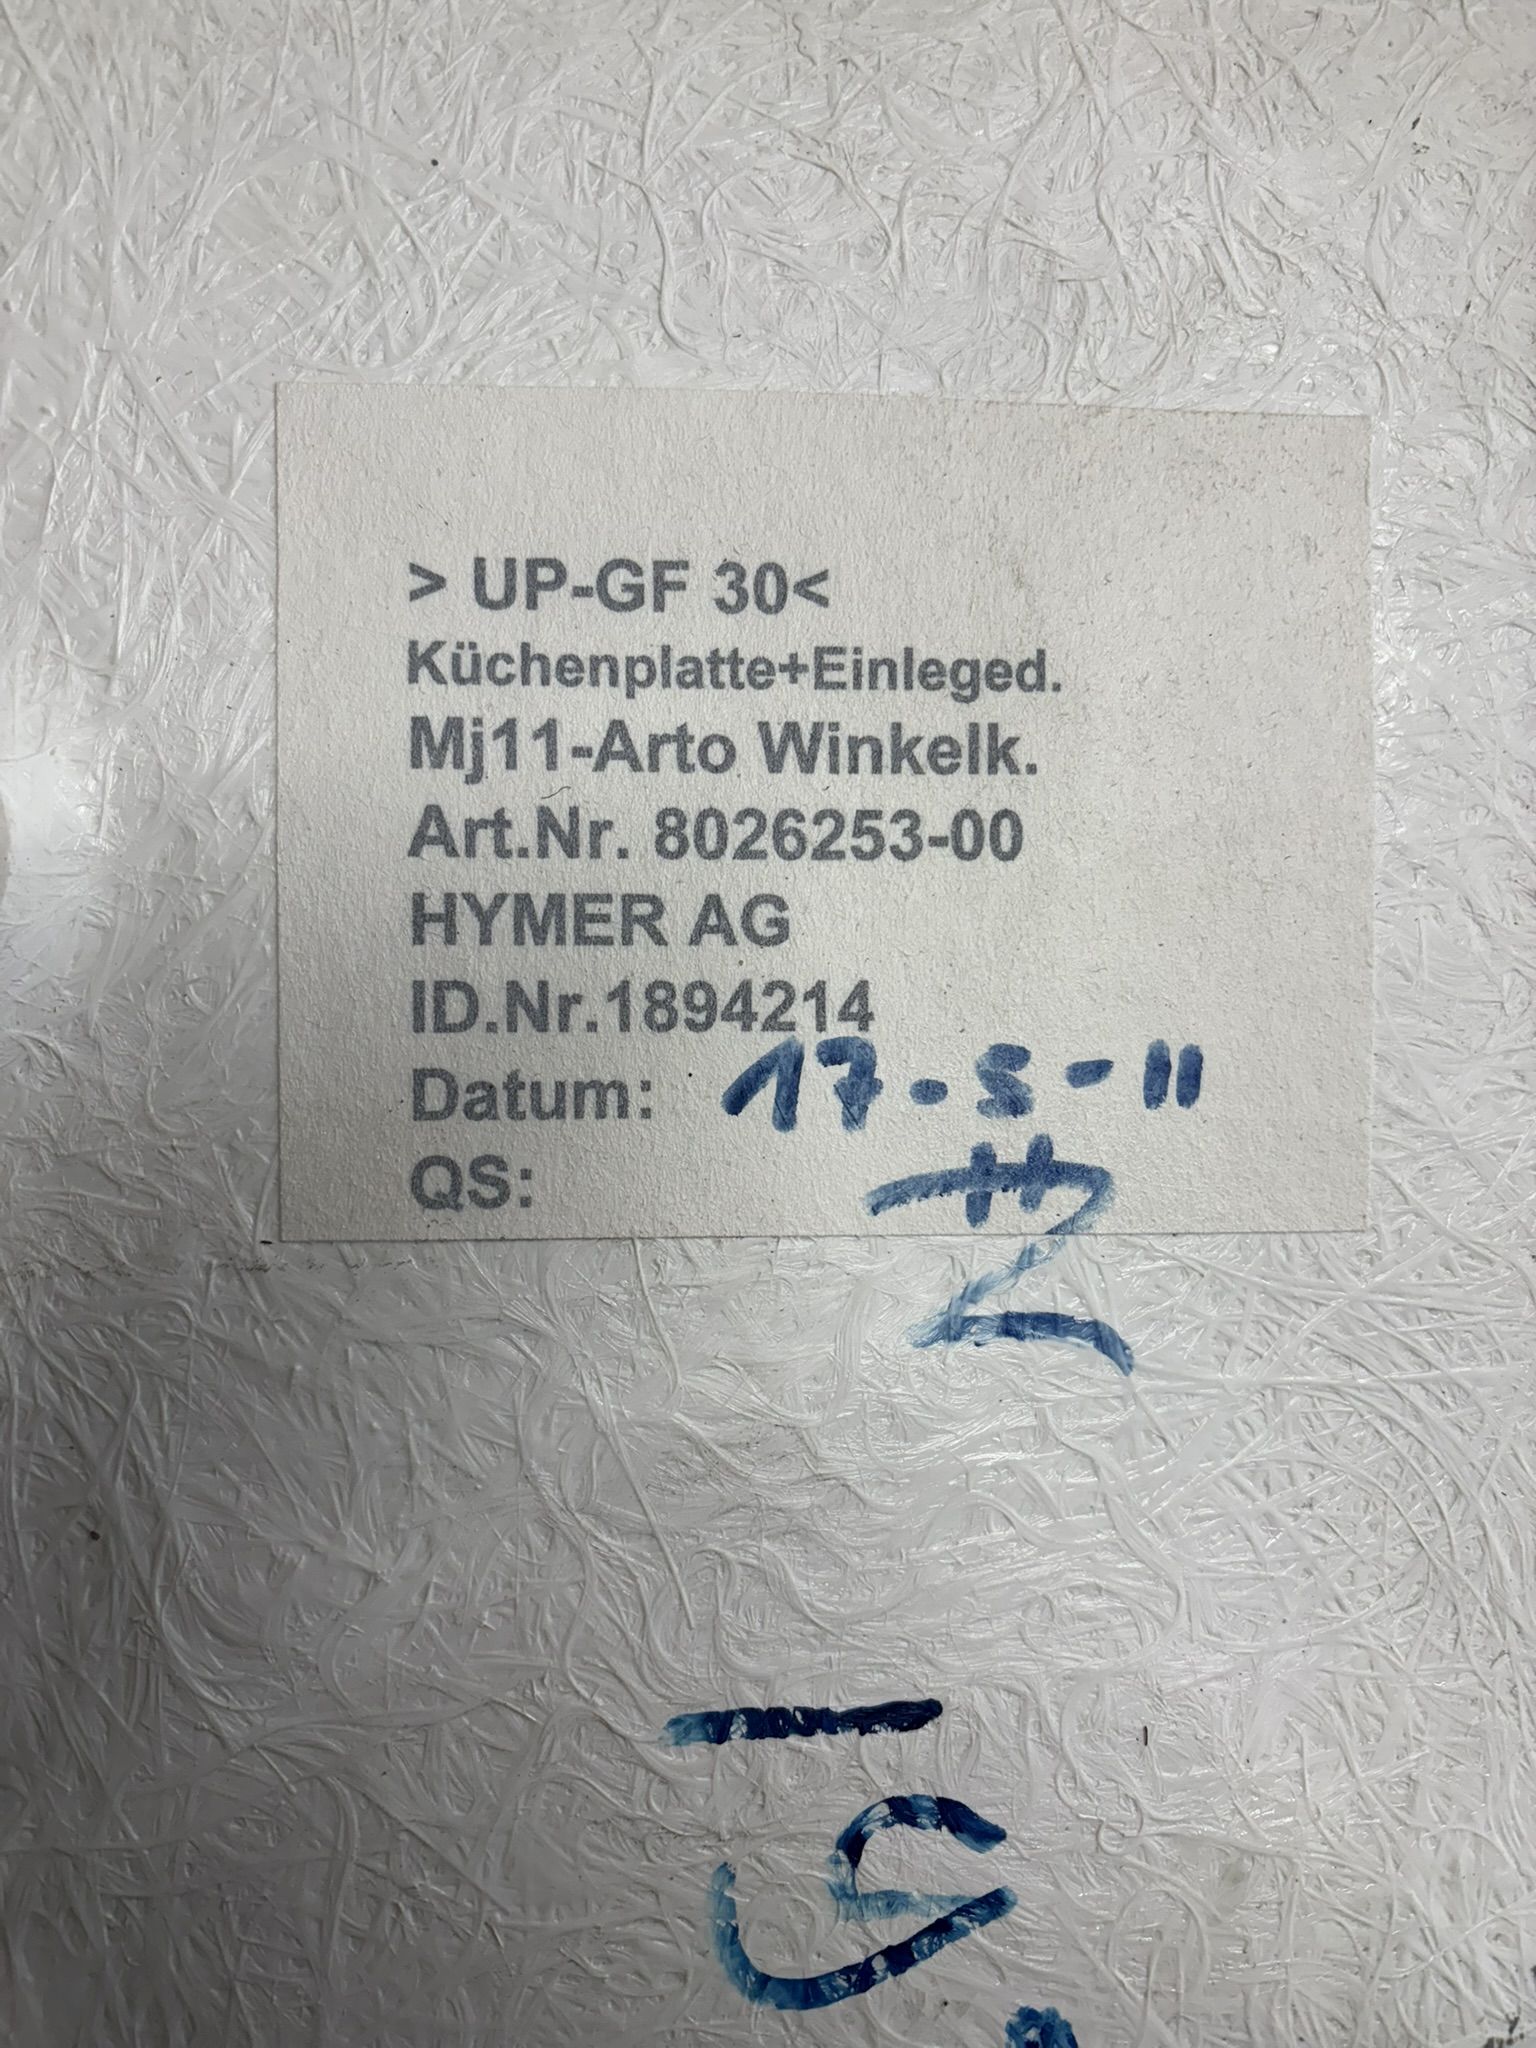 > UP-GF 30<
Küchenplatte+Einleged.
Mj11-Arto Winkelk.
Art.Nr. 8026253-00
HYMER AG
ID.Nr.1894214
Datum: 17-5-11
QS: